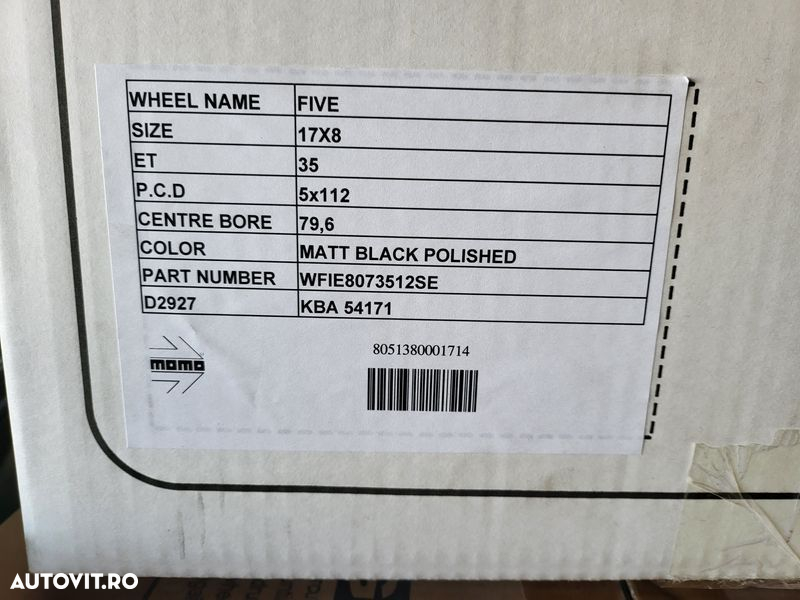 WHEEL NAME FIVE
SIZE 17X8
ET 35
P.C.D 5x112
CENTRE BORE 79,6
COLOR MATT BLACK POLISHED
PART NUMBER WFIE8073512SE
D2927 KBA 54171
momo
8051380001714
AUTOVIT.RO